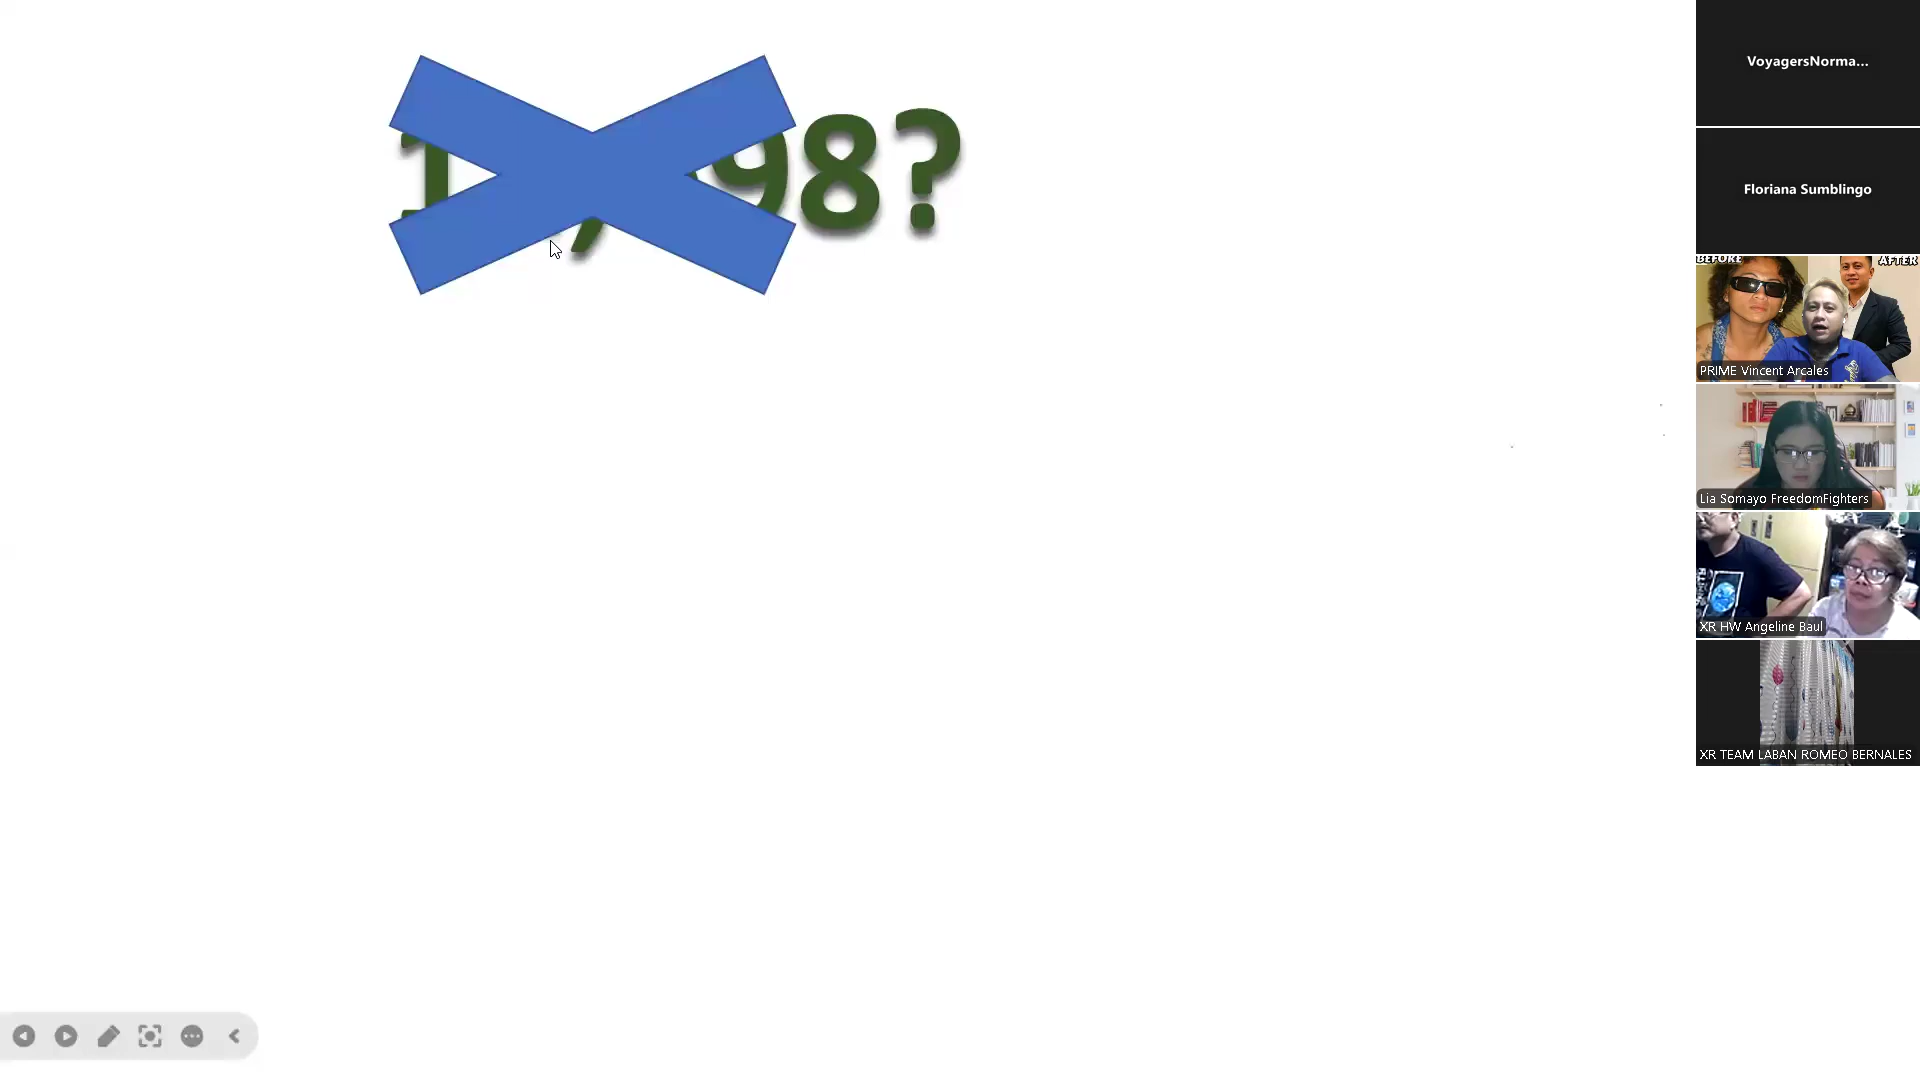 98?
VoyagersNorma...
Floriana Sumblingo
BEFORE
AFTER
PRIME Vincent Arcales
Lia Somayo FreedomFighters
XR HW Angeline Baul
XR TEAM LABAN ROMEO BERNALES